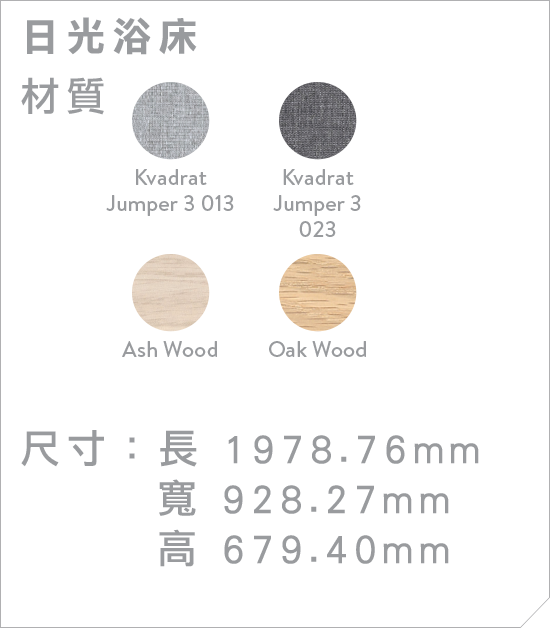 日光浴床
材質
Kvadrat
Jumper 3 013
Kvadrat
Jumper 3
023
Ash Wood
Oak Wood
尺寸：長 1978.76mm
寬 928.27mm
高 679.40mm